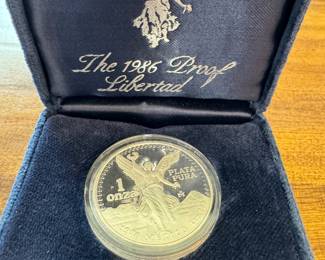 The 1986 Proof
Libertad
1
onza
PLATA
PURA